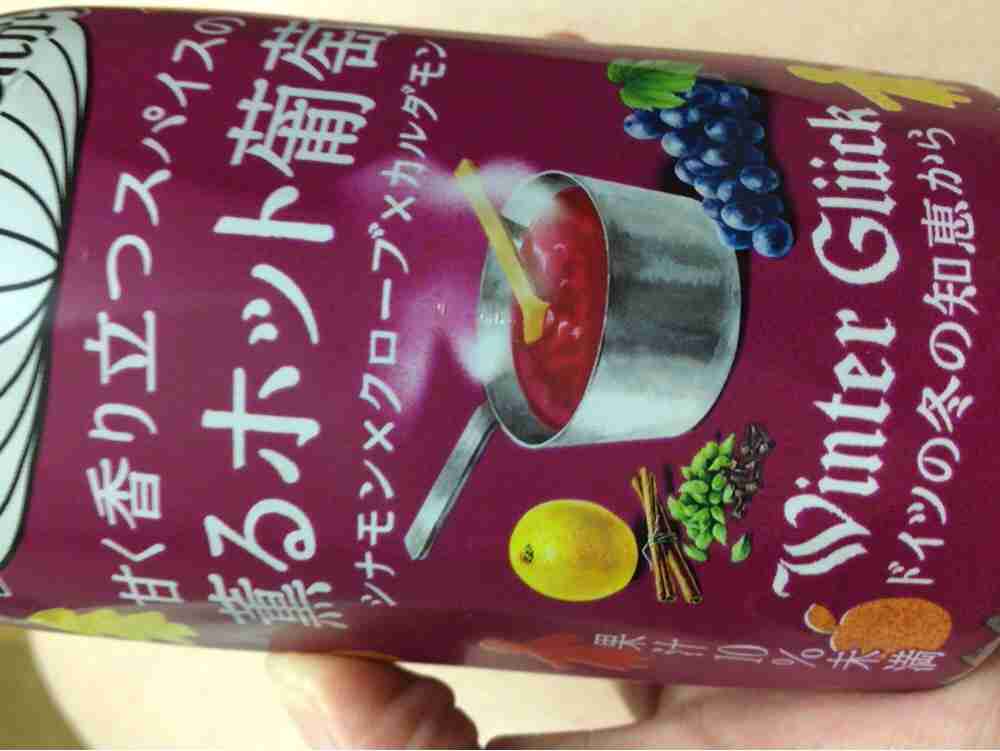 甘く香り立つスパイスの
薫るホット葡萄
シナモン×クローブ×カルダモン
Winter Glück
ドイツの冬の知恵から
果汁10%未満